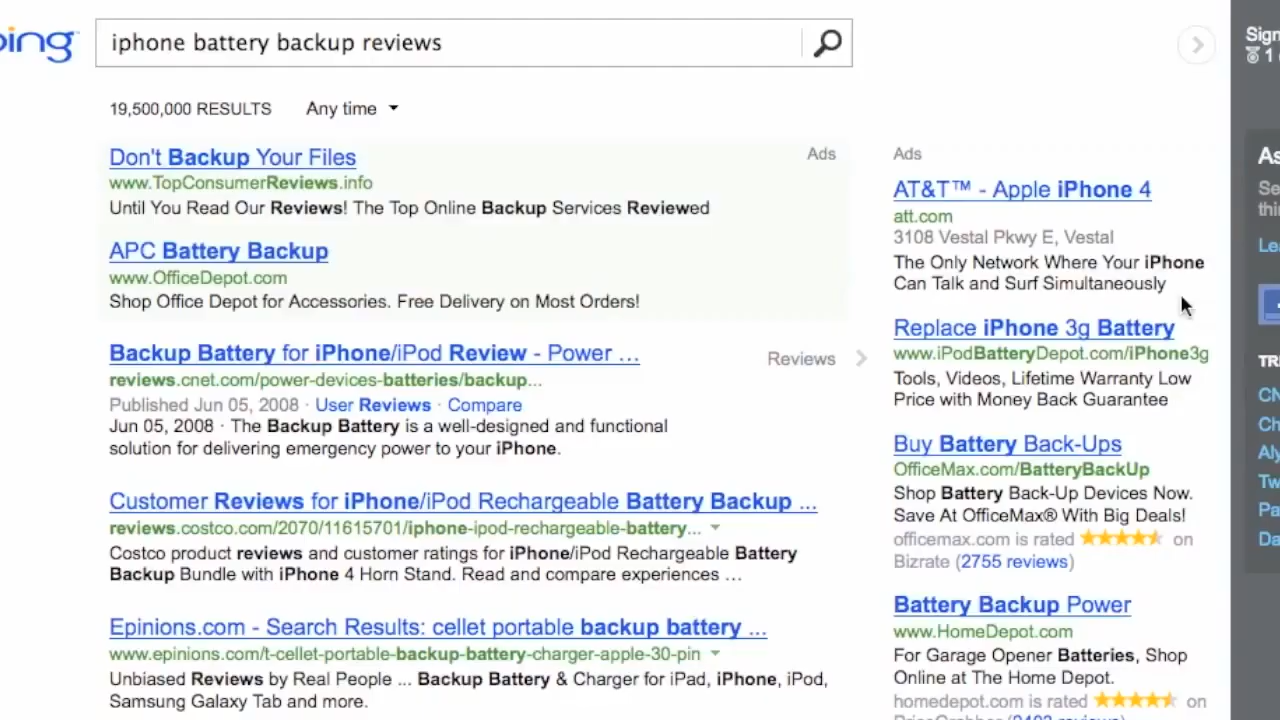 bing
iphone battery backup reviews
19,500,000 RESULTS Any time
Don't Backup Your Files Ads
www.TopConsumerReviews.info
Until You Read Our Reviews! The Top Online Backup Services Reviewed
APC Battery Backup
www.OfficeDepot.com
Shop Office Depot for Accessories. Free Delivery on Most Orders!
Backup Battery for iPhone/iPod Review - Power ...
Reviews
reviews.cnet.com/power-devices-batteries/backup...
Published Jun 05, 2008 · User Reviews · Compare
Jun 05, 2008 · The Backup Battery is a well-designed and functional
solution for delivering emergency power to your iPhone.
Customer Reviews for iPhone/iPod Rechargeable Battery Backup ...
reviews.costco.com/2070/11615701/iphone-ipod-rechargeable-battery...
Costco product reviews and customer ratings for iPhone/iPod Rechargeable Battery
Backup Bundle with iPhone 4 Horn Stand. Read and compare experiences ...
Epinions.com - Search Results: cellet portable backup battery ...
www.epinions.com/t-cellet-portable-backup-battery-charger-apple-30-pin
Unbiased Reviews by Real People ... Backup Battery & Charger for iPad, iPhone, iPod,
Samsung Galaxy Tab and more.
Ads
AT&T™ - Apple iPhone 4
att.com
3108 Vestal Pkwy E, Vestal
The Only Network Where Your iPhone
Can Talk and Surf Simultaneously
Replace iPhone 3g Battery
www.iPodBatteryDepot.com/iPhone3g
Tools, Videos, Lifetime Warranty Low
Price with Money Back Guarantee
Buy Battery Back-Ups
OfficeMax.com/BatteryBackUp
Shop Battery Back-Up Devices Now.
Save At OfficeMax® With Big Deals!
officemax.com is rated on
Bizrate (2755 reviews)
Battery Backup Power
www.HomeDepot.com
For Garage Opener Batteries, Shop
Online at The Home Depot.
homedepot.com is rated on
Sign
1
As
Se
thi
Le
TR
CN
Ch
Aly
Tw
Pa
Da